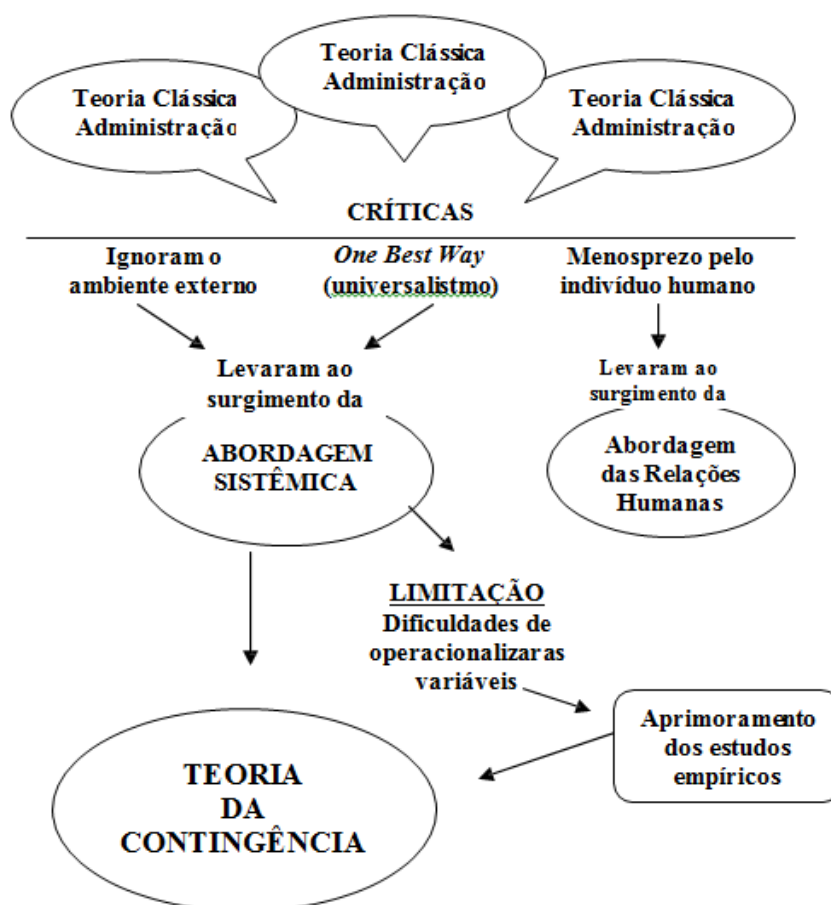 Teoria Clássica
Administração
Teoria Clássica
Administração
Teoria Clássica
Administração
CRÍTICAS
Ignoram o
ambiente externo
One Best Way
(universalistmo)
Menosprezo pelo
indivíduo humano
Levaram ao
surgimento da
ABORDAGEM
SISTÊMICA
Levaram ao
surgimento da
Abordagem
das Relações
Humanas
LIMITAÇÃO
Dificuldades de
operacionalizaras
variáveis
Aprimoramento
dos estudos
empíricos
TEORIA
DA
CONTINGÊNCIA